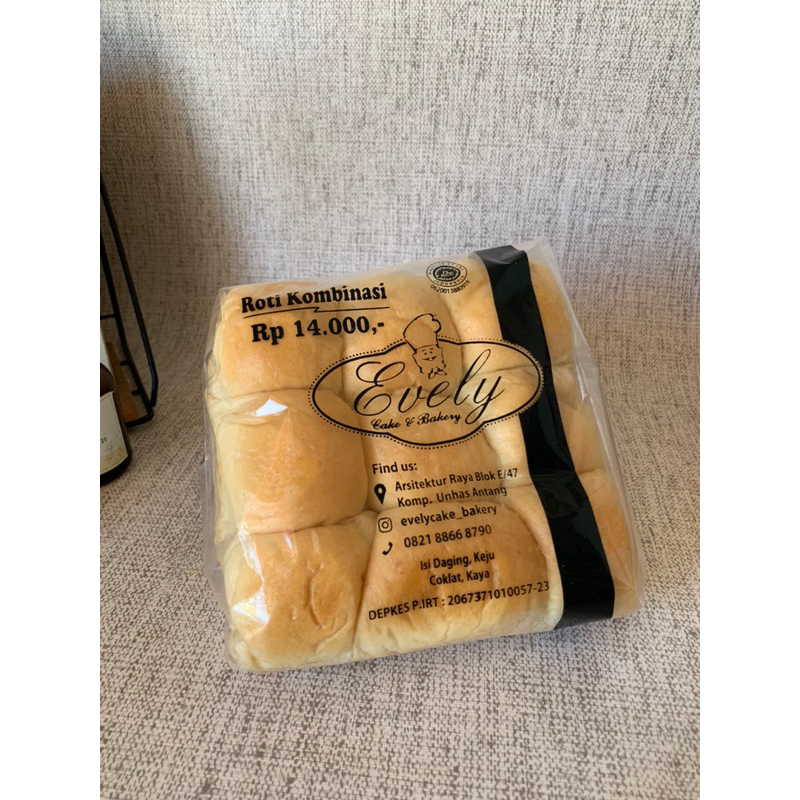 Roti Kombinasi
Rp 14.000,-
Evely
Cake & Bakery
Find us:
Arsitektur Raya Blok E/47
Komp. Unhas Antang
evelycake_bakery
0821 8866 8790
Isi Daging, Keju
Coklat, Kaya
DEPKES P.IRT : 2067371010057-23